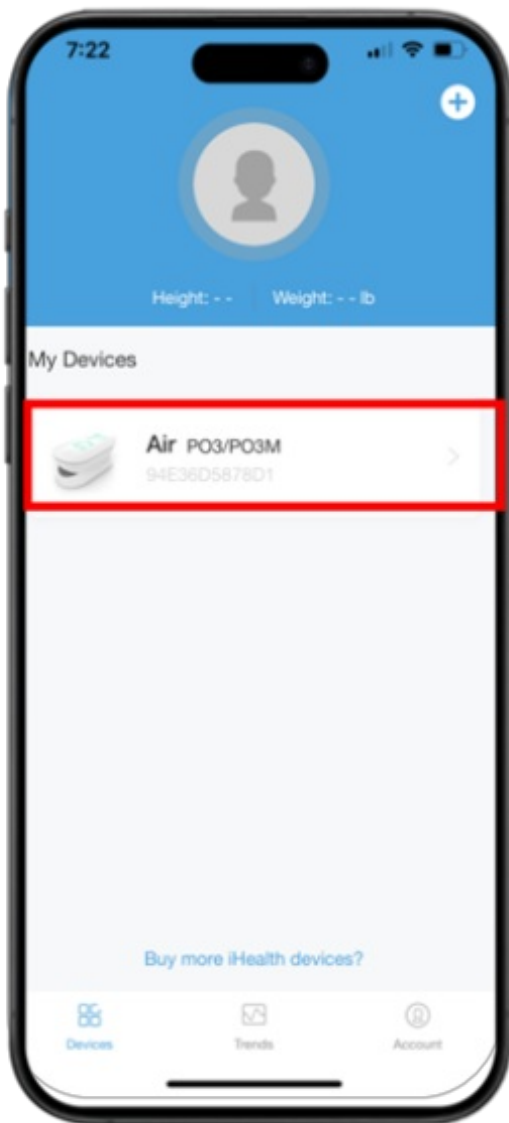 7:22
Height: - - Weight: - - lb
My Devices
Air PO3/PO3M
94E36D5878D1
Buy more iHealth devices?
Devices Trends Account